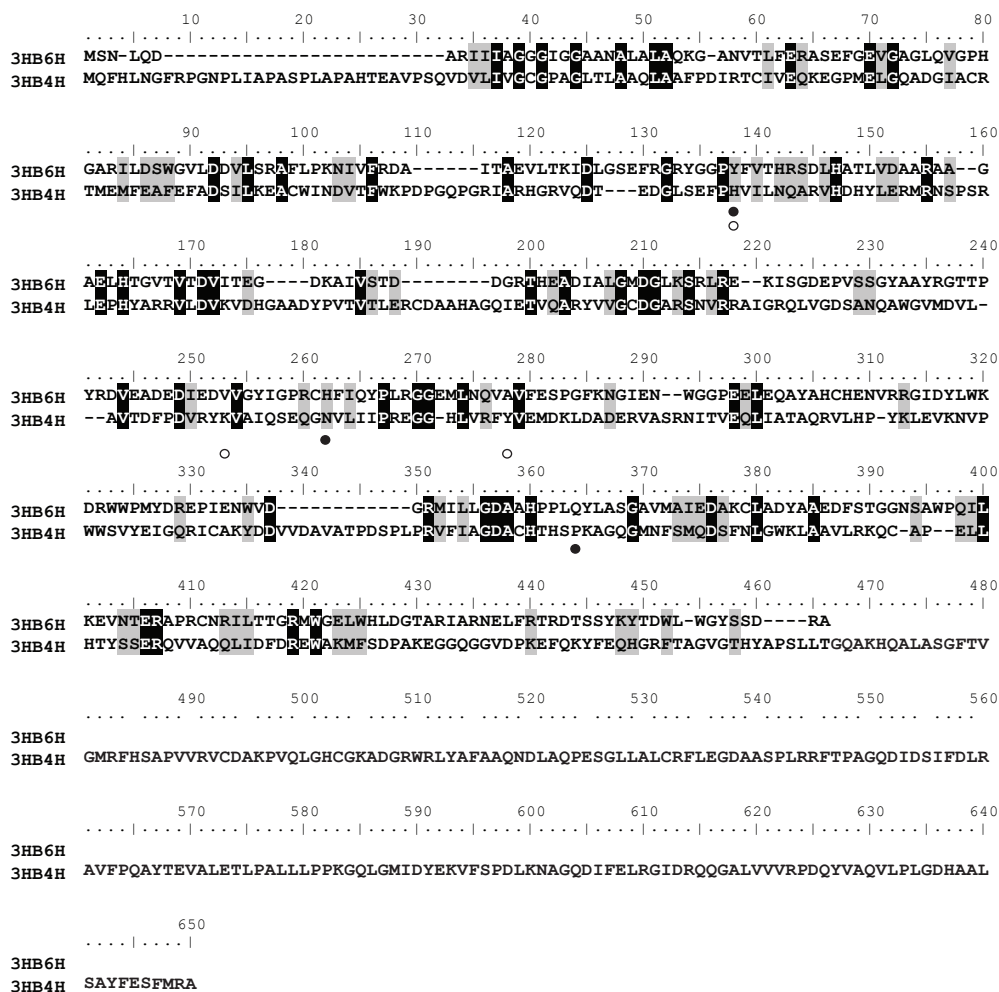 10 20 30 40 50 60 70 80
3HB6H MSN-LQD-------------------------ARIIIAGGGIGGAANALALAQKG-ANVTLFERASEFGEVGAGLQVGPH
3HB4H MQFHLNGFRPGNPLIAPASPLAPAHTEAVPSQVDVLIVGCGPAGLTLAAQLAAFPDIRTCIVEQKEGPMELGQADGIACR
90 100 110 120 130 140 150 160
3HB6H GARILDSWGVLDDVLSRAFLPKNIVFRDA------ITAEVLTKIDLGSEFRGRYGGPYFVTHRSDLHATLVDAARAA--G
3HB4H TMEMFEAFEFADSILKEACWINDVTFWKPDPGQPGRIARHGRVQDT---EDGLSEFPHVILNQARVHDHYLERMRNSPSR
170 180 190 200 210 220 230 240
3HB6H AELHTGVTVTDVITEG----DKAIVSTD--------DGRTHEADIALGMDGLKSRLRE--KISGDEPVSSGYAAYRGTTP
3HB4H LEPHYARRVLDVKVDHGAADYPVTVTLERCDAAHAGQIETVQARYVVGCDGARSNVRRAIGRQLVGDSANQAWGVMDVL-
250 260 270 280 290 300 310 320
3HB6H YRDVEADEDIEDVVGYIGPRCHFIQYPLRGGEMLNQVAVFESPGFKNGIEN--WGGPEELEQAYAHCHENVRRGIDYLWK
3HB4H --AVTDFPDVRYKVAIQSEQGNVLIIPREGG-HLVRFYVEMDKLDADERVASRNITVEQLIATAQRVLHP-YKLEVKNVP
330 340 350 360 370 380 390 400
3HB6H DRWWPMYDREPIENWVD------------GRMILLGDAAHPPLQYLASGAVMAIEDAKCLADYAAEDFSTGGNSAWPQIL
3HB4H WWSVYEIGQRICAKYDDVVDAVATPDSPLPRVFIAGDACHTHSPKAGQGMNFSMQDSFNLGWKLAAVLRKQC-AP--ELL
410 420 430 440 450 460 470 480
3HB6H KEVNTERAPRCNRILTTGRMWGELWHLDGTARIARNELFRTRDTSSYKYTDWL-WGYSSD----RA
3HB4H HTYSSERQVVAQQLIDFDREWAKMFSDPAKEGGQGGVDPKEFQKYFEQHGRFTAGVGTHYAPSLLTGQAKHQALASGFTV
490 500 510 520 530 540 550 560
3HB6H
3HB4H GMRFHSAPVVRVCDAKPVQLGHCGKADGRWRLYAFAAQNDLAQPESGLLALCRFLEGDAASPLRRFTPAGQDIDSIFDLR
570 580 590 600 610 620 630 640
3HB6H
3HB4H AVFPQAYTEVALETLPALLLPPKGQLGMIDYEKVFSPDLKNAGQDIFELRGIDRQQGALVVVRPDQYVAQVLPLGDHAAL
650
3HB6H
3HB4H SAYFESFMRA